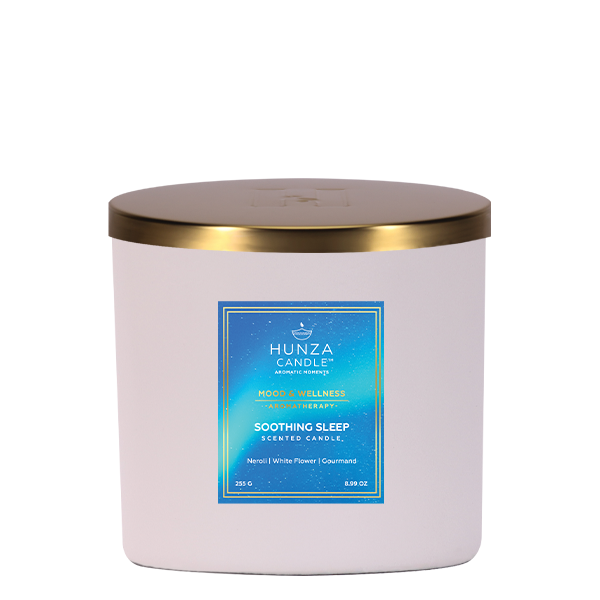 HUNZA
CANDLE™
AROMATIC MOMENTS
MOOD & WELLNESS
-AROMATHERAPY-
SOOTHING SLEEP
SCENTED CANDLE
Neroli | White Flower | Gourmand
255 G 8.99.OZ